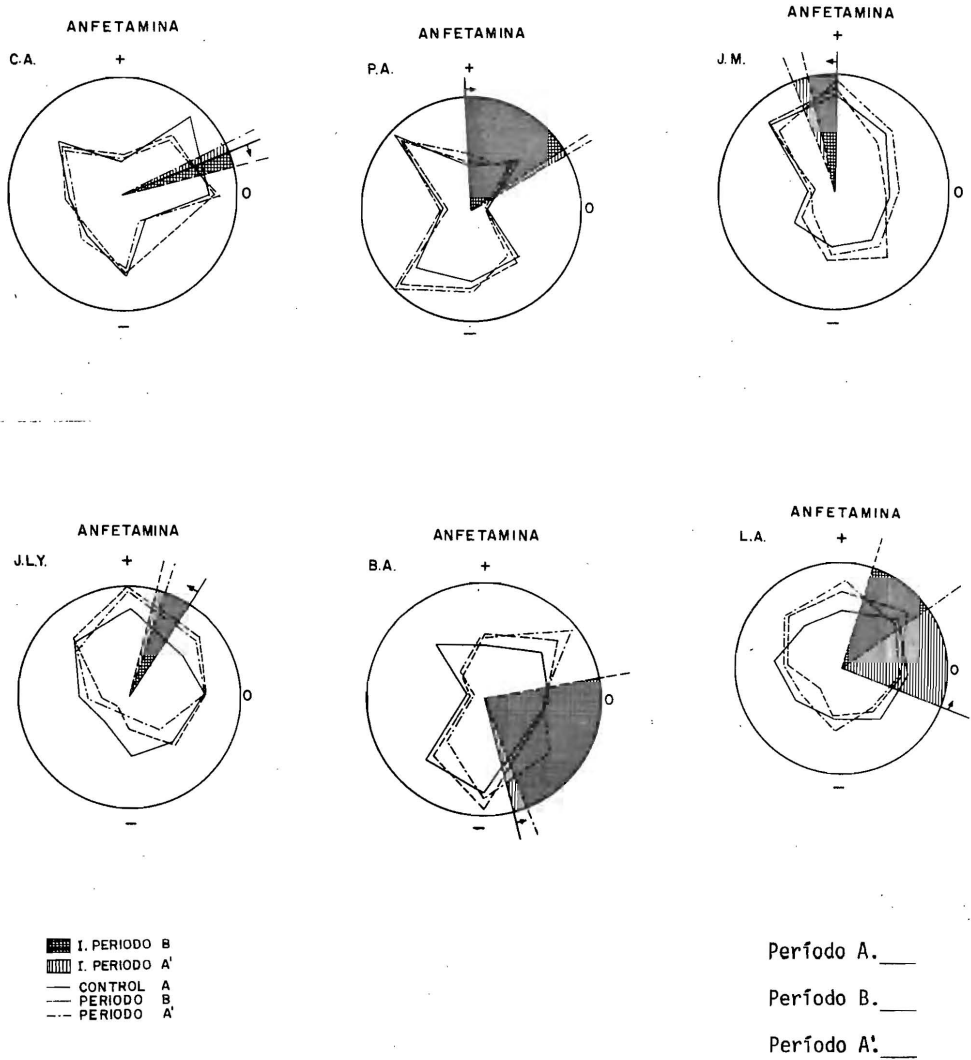 ANFETAMINA
C.A.
+
O
−
ANFETAMINA
P.A.
+
O
−
ANFETAMINA
J.M.
+
O
−
ANFETAMINA
J.L.Y.
+
O
−
ANFETAMINA
B.A.
+
O
−
ANFETAMINA
L.A.
+
O
−
I. PERIODO B
I. PERIODO A'
CONTROL A
PERIODO B
PERIODO A'
Período A.___
Período B.___
Período A'.___